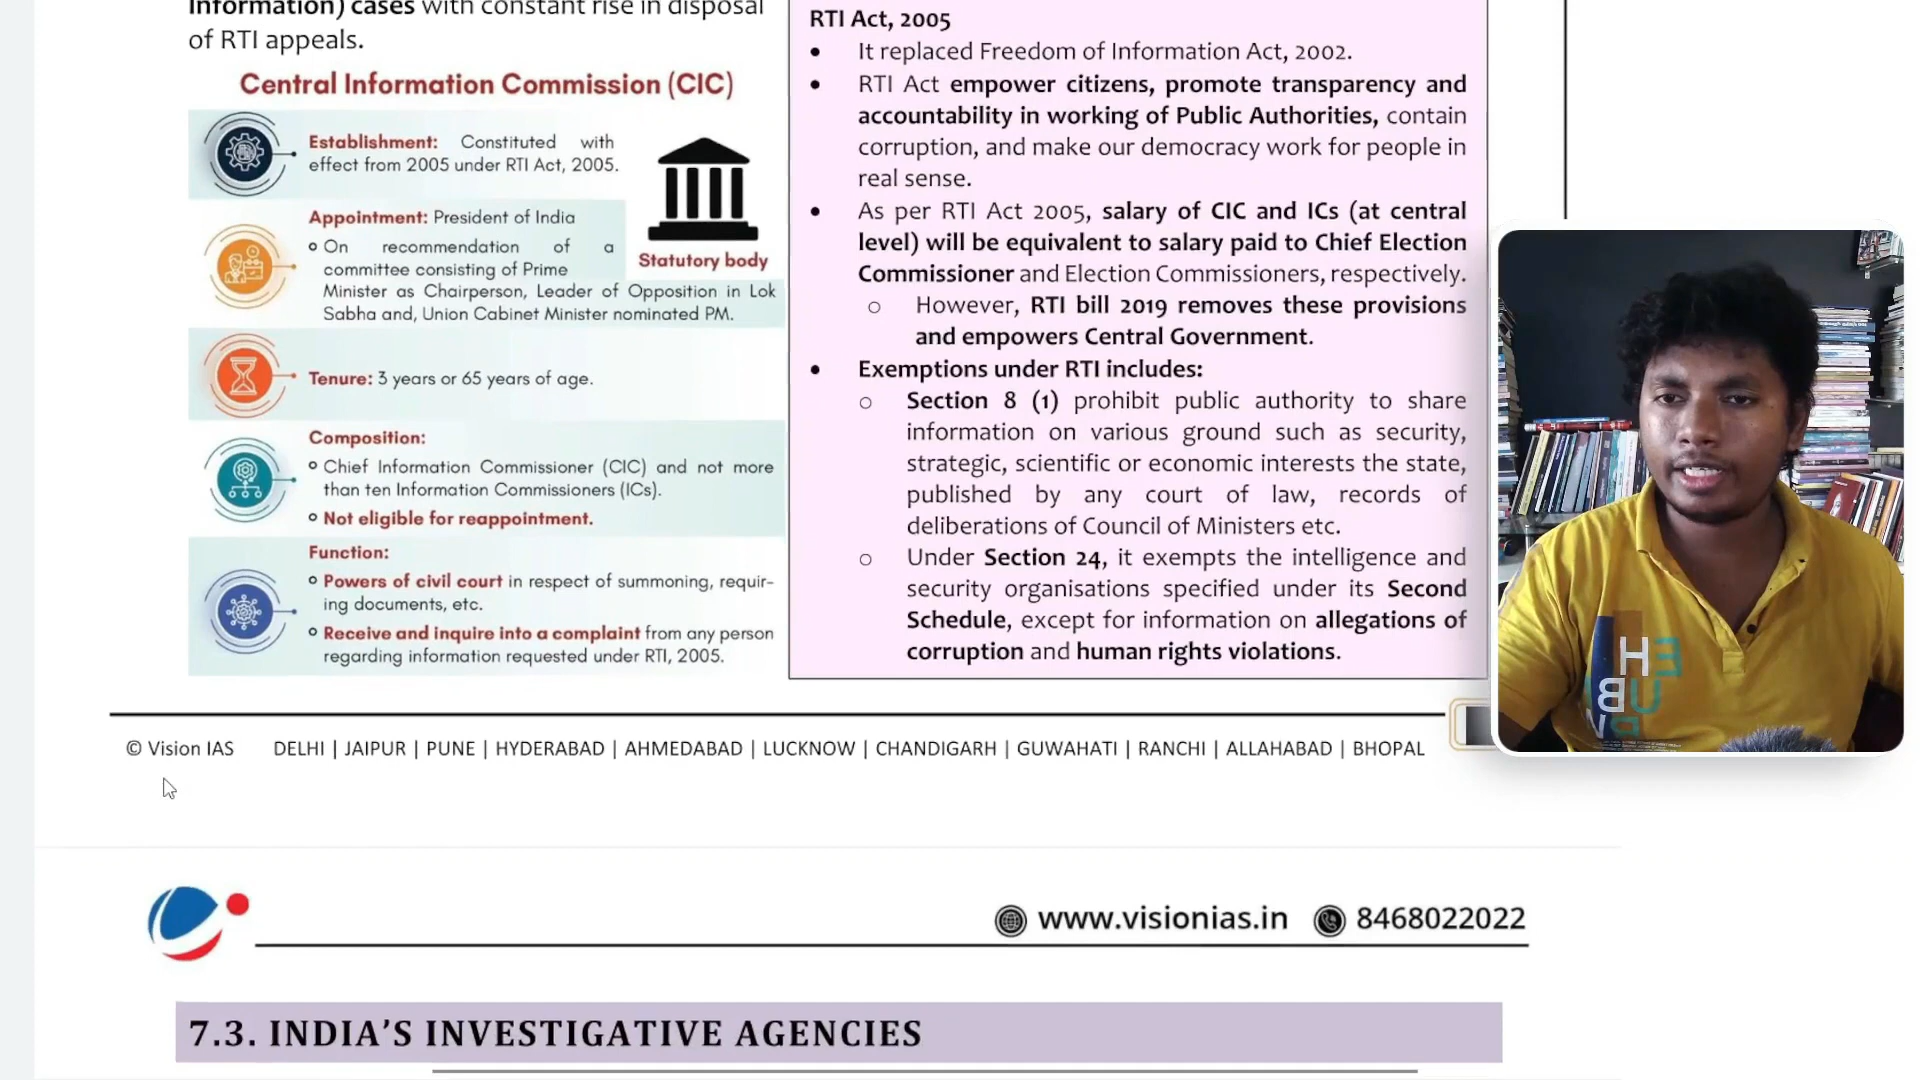 Information) cases with constant rise in disposal
of RTI appeals.
Central Information Commission (CIC)
Establishment: Constituted with
effect from 2005 under RTI Act, 2005.
Appointment: President of India
On recommendation of a
committee consisting of Prime
Minister as Chairperson, Leader of Opposition in Lok
Sabha and, Union Cabinet Minister nominated PM.
Statutory body
Tenure: 3 years or 65 years of age.
Composition:
Chief Information Commissioner (CIC) and not more
than ten Information Commissioners (ICs).
Not eligible for reappointment.
Function:
Powers of civil court in respect of summoning, requir-
ing documents, etc.
Receive and inquire into a complaint from any person
regarding information requested under RTI, 2005.
RTI Act, 2005
• It replaced Freedom of Information Act, 2002.
• RTI Act empower citizens, promote transparency and
accountability in working of Public Authorities, contain
corruption, and make our democracy work for people in
real sense.
• As per RTI Act 2005, salary of CIC and ICs (at central
level) will be equivalent to salary paid to Chief Election
Commissioner and Election Commissioners, respectively.
○ However, RTI bill 2019 removes these provisions
and empowers Central Government.
• Exemptions under RTI includes:
○ Section 8 (1) prohibit public authority to share
information on various ground such as security,
strategic, scientific or economic interests the state,
published by any court of law, records of
deliberations of Council of Ministers etc.
○ Under Section 24, it exempts the intelligence and
security organisations specified under its Second
Schedule, except for information on allegations of
corruption and human rights violations.
© Vision IAS DELHI | JAIPUR | PUNE | HYDERABAD | AHMEDABAD | LUCKNOW | CHANDIGARH | GUWAHATI | RANCHI | ALLAHABAD | BHOPAL
www.visionias.in 8468022022
7.3. INDIA'S INVESTIGATIVE AGENCIES